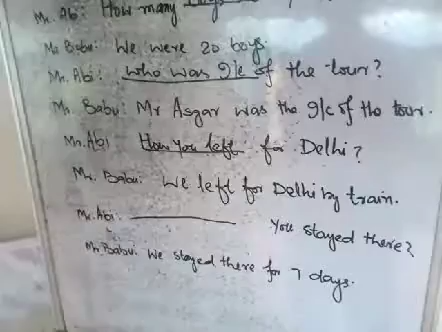 Mr. Abi: How many boys
Mr Babu: We were 20 boys.
Mr. Abi: Who was I/c of the tour?
Mr. Babu: Mr Asgar was the I/c of the tour.
Mr. Abi: How you left for Delhi?
Mr. Babu: We left for Delhi by train.
Mr. Abi: __________ you stayed there?
Mr Babu: We stayed there for 7 days.